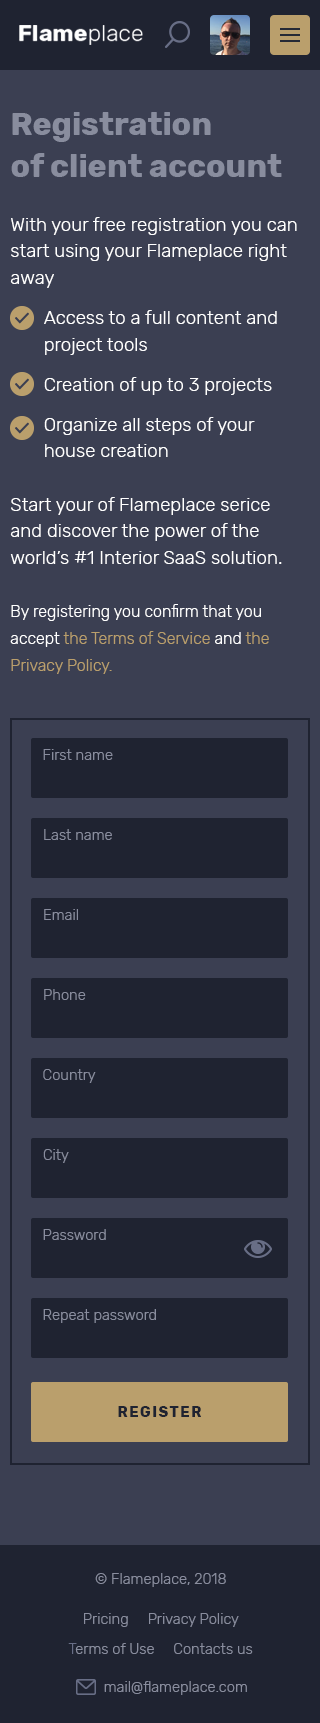 Flameplace
Registration
of client account
With your free registration you can
start using your Flameplace right
away
Access to a full content and
project tools
Creation of up to 3 projects
Organize all steps of your
house creation
Start your of Flameplace serice
and discover the power of the
world’s #1 Interior SaaS solution.
By registering you confirm that you
accept the Terms of Service and the
Privacy Policy.
First name
Last name
Email
Phone
Country
City
Password
Repeat password
REGISTER
© Flameplace, 2018
Pricing Privacy Policy
Terms of Use Contacts us
mail@flameplace.com